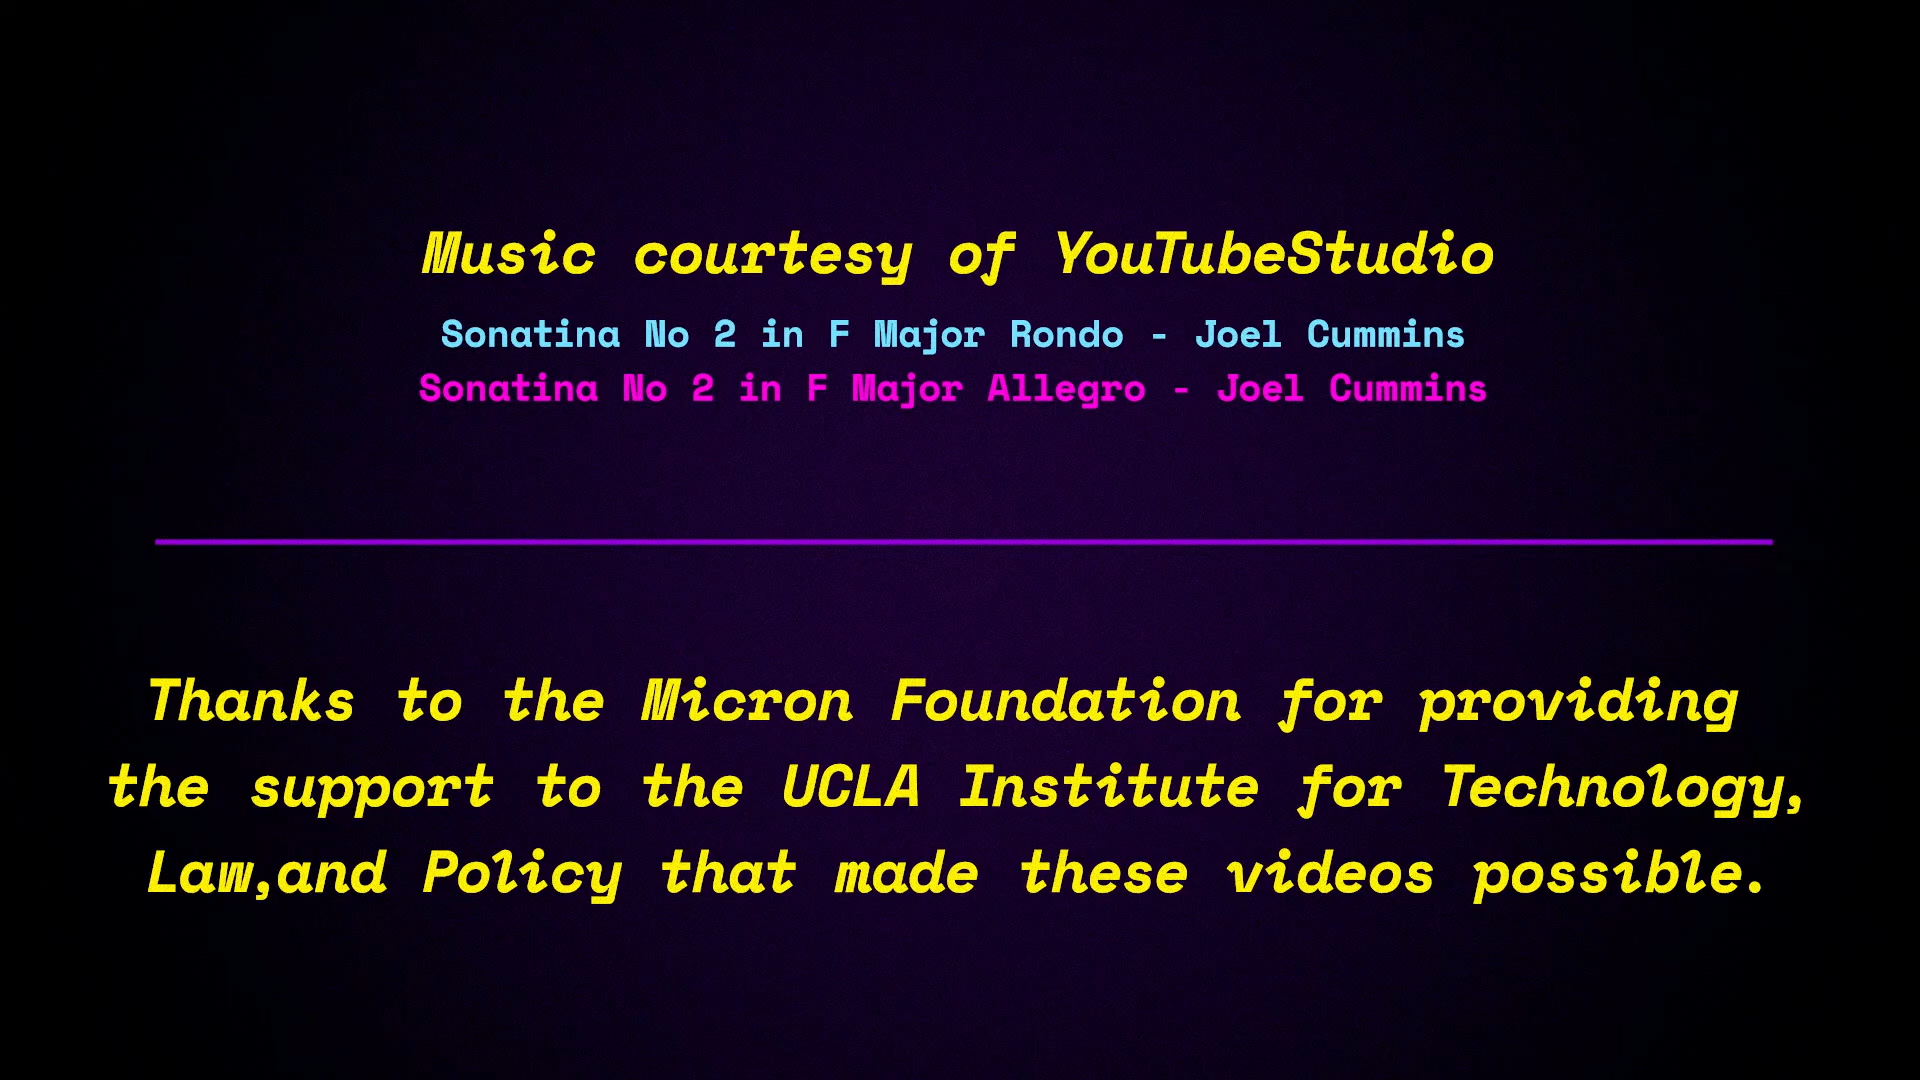 Music courtesy of YouTubeStudio
Sonatina No 2 in F Major Rondo - Joel Cummins
Sonatina No 2 in F Major Allegro - Joel Cummins
Thanks to the Micron Foundation for providing
the support to the UCLA Institute for Technology,
Law,and Policy that made these videos possible.